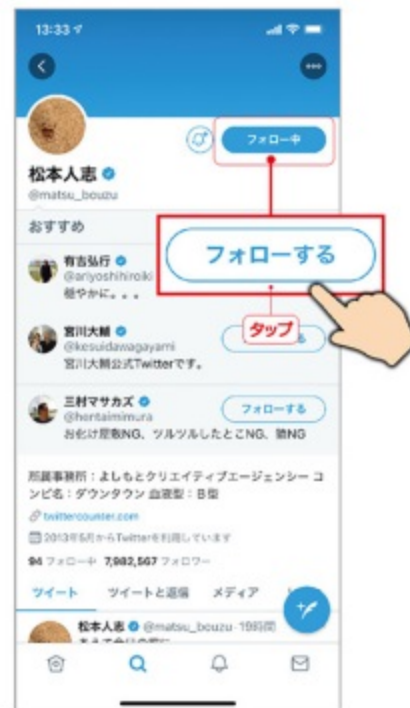 13:33
フォロー中
松本人志
@matsu_bouzu
おすすめ
フォローする
有吉弘行
@ariyoshihiroiki
穏やかに。。。
タップ
宮川大輔
@kesuidawagayami
る
宮川大輔公式Twitterです。
三村マサカズ
@hentaimimura
フォローする
お化け屋敷NG、ツルツルしたとこNG、鶏NG
所属事務所：よしもとクリエイティブエージェンシー コ
ンビ名：ダウンタウン 血液型：B型
twittercounter.com
2013年5月からTwitterを利用しています
94 フォロー中 7,982,567 フォロワー
ツイート ツイートと返信 メディア
松本人志 @matsu_bouzu·19時間